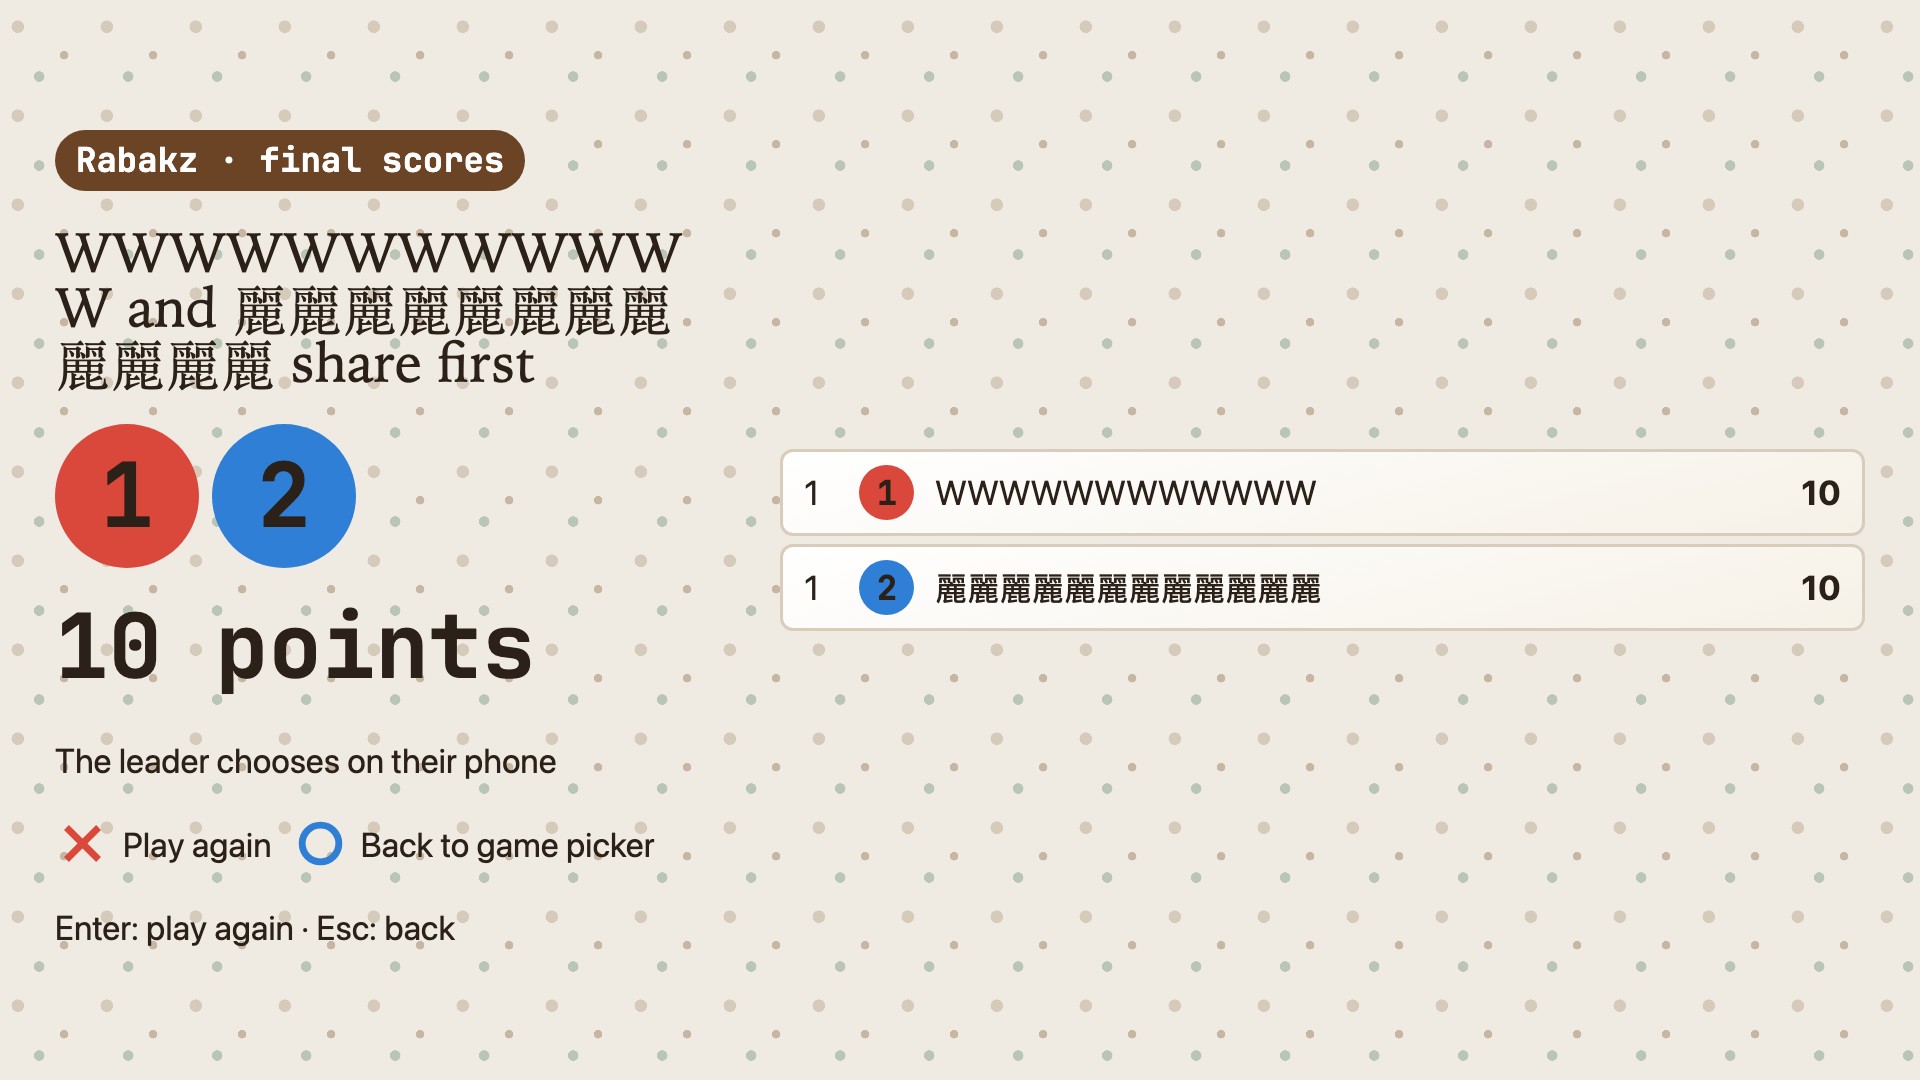 Rabakz · final scores
WWWWWWWWWWW
W and 麗麗麗麗麗麗麗麗
麗麗麗麗 share first
1 2
10 points
The leader chooses on their phone
Play again Back to game picker
Enter: play again · Esc: back
1 1 WWWWWWWWWWWW 10
1 2 麗麗麗麗麗麗麗麗麗麗麗麗 10